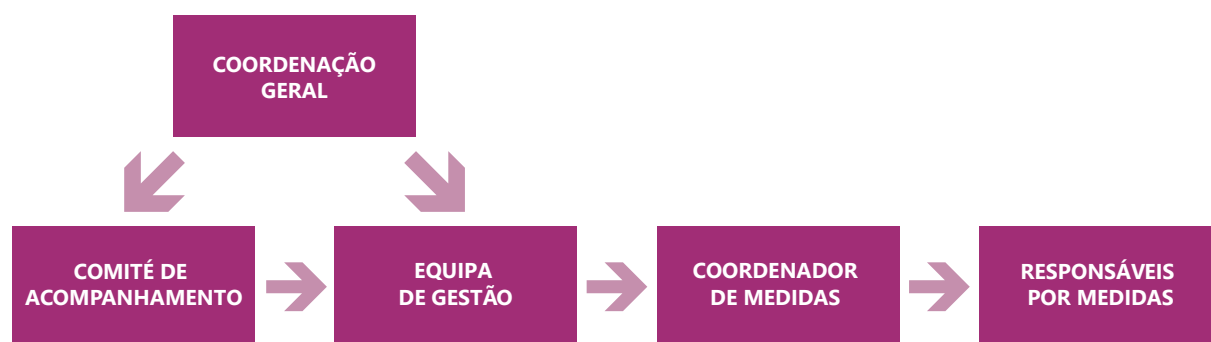 COORDENAÇÃO
GERAL
COMITÉ DE
ACOMPANHAMENTO
EQUIPA
DE GESTÃO
COORDENADOR
DE MEDIDAS
RESPONSÁVEIS
POR MEDIDAS